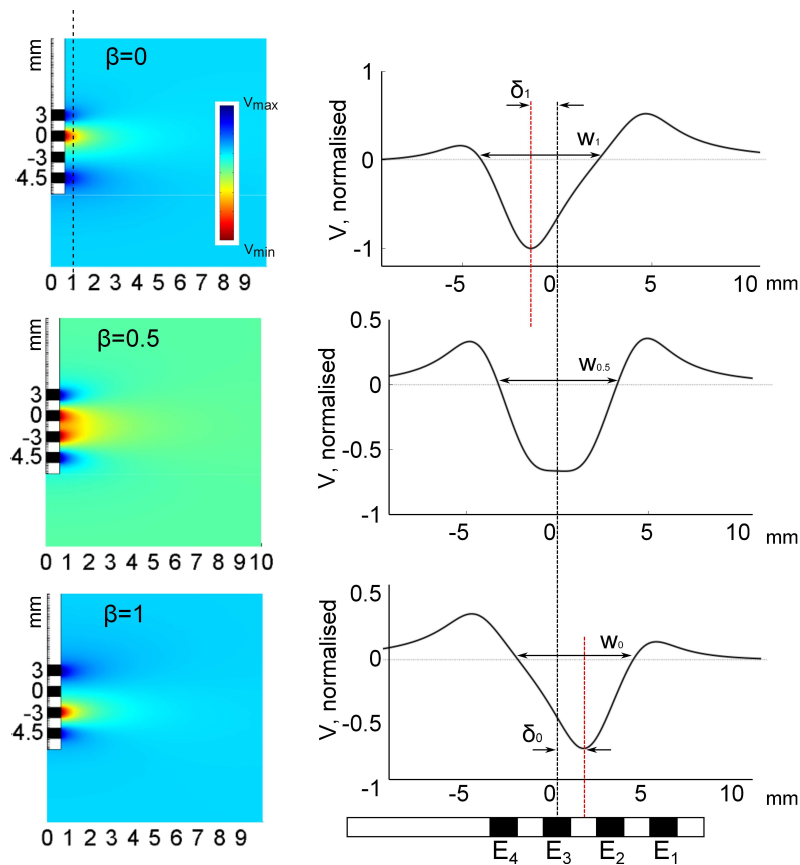 mm
β=0
Vmax
Vmin
3
0
-3
4.5
0 1 2 3 4 5 6 7 8 9
V, normalised
1
0
-1
δ1
w1
-5 0 5 10 mm
mm
β=0.5
3
0
-3
4.5
0 1 2 3 4 5 6 7 8 9 10
V, normalised
0.5
0
-0.5
-1
w0.5
-5 0 5 10 mm
mm
β=1
3
0
-3
4.5
0 1 2 3 4 5 6 7 8 9
V, normalised
0.5
0
-0.5
-1
w0
δ0
-5 0 5 10 mm
E4 E3 E2 E1